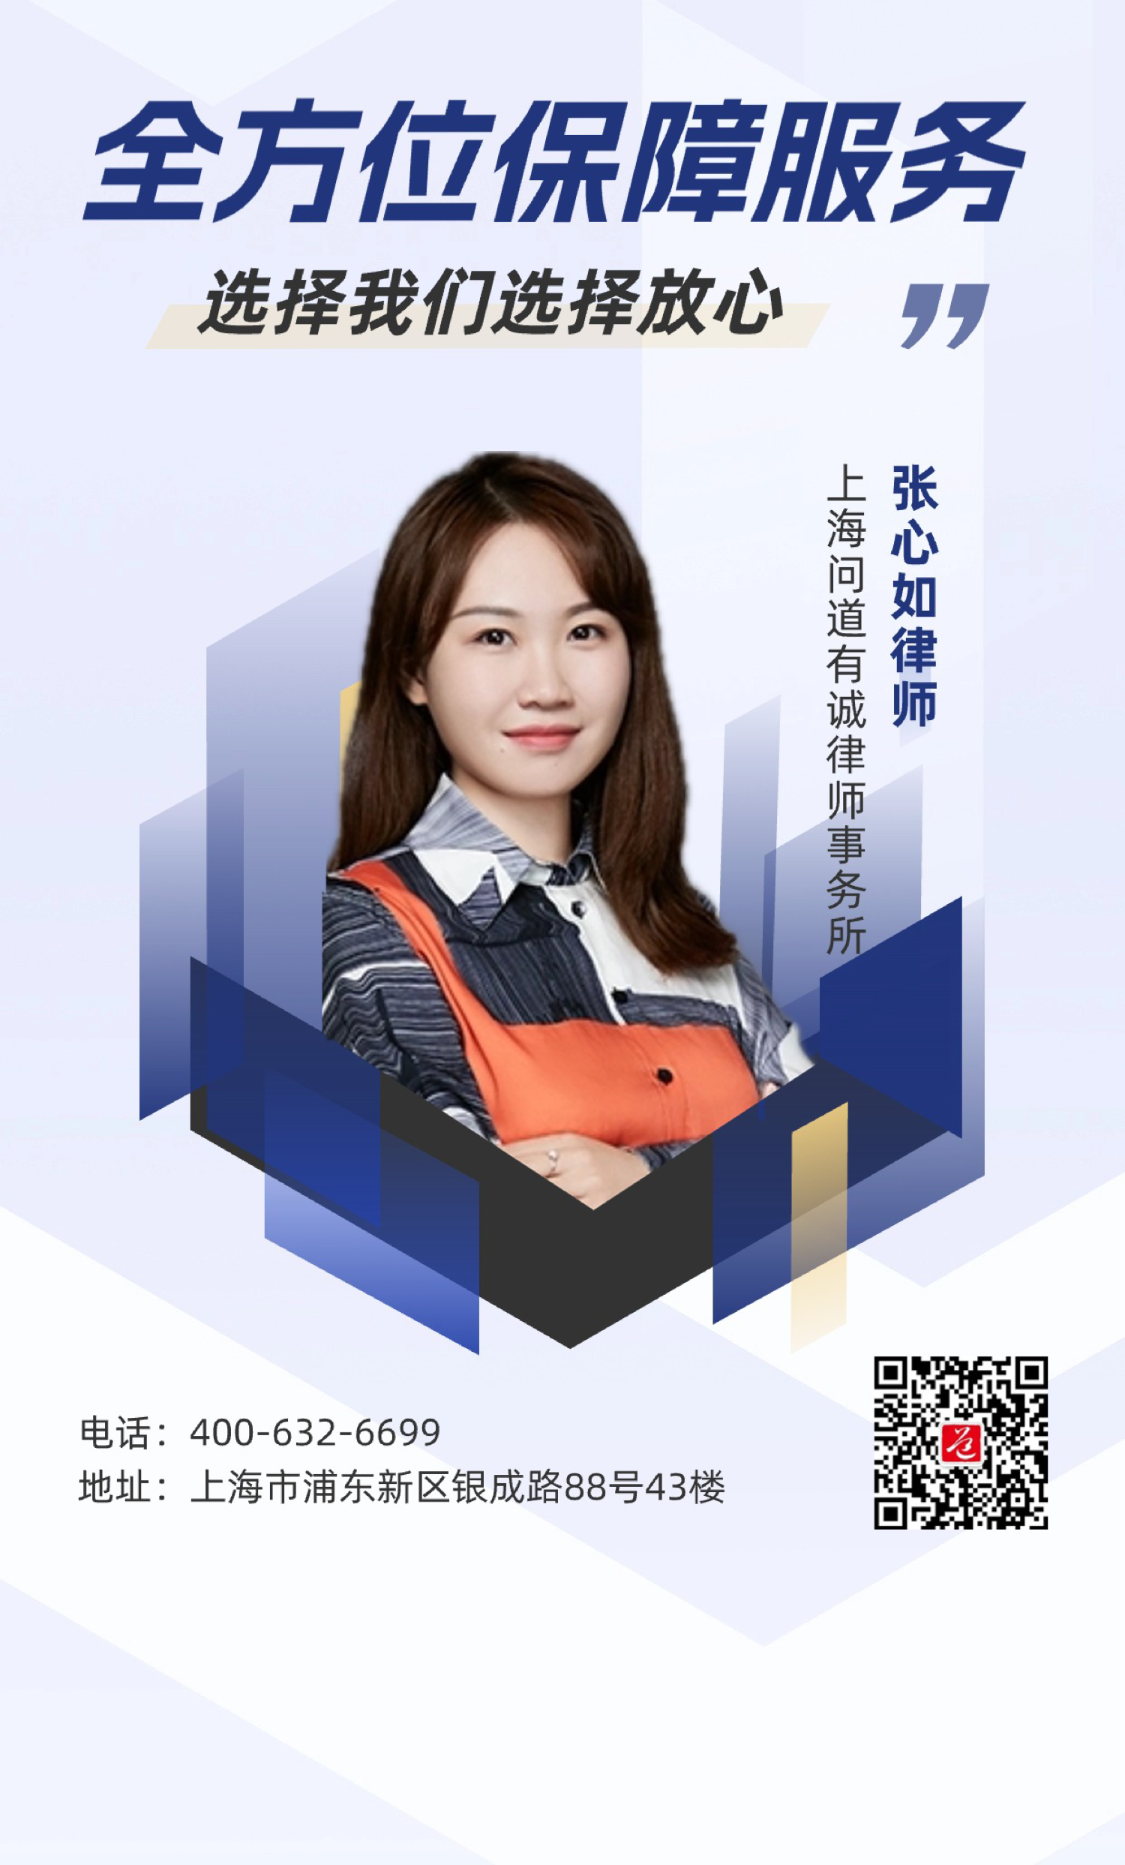 全方位保障服务
选择我们选择放心
”
张心如律师
上海问道有诚律师事务所
电话：400-632-6699
地址：上海市浦东新区银成路88号43楼
道